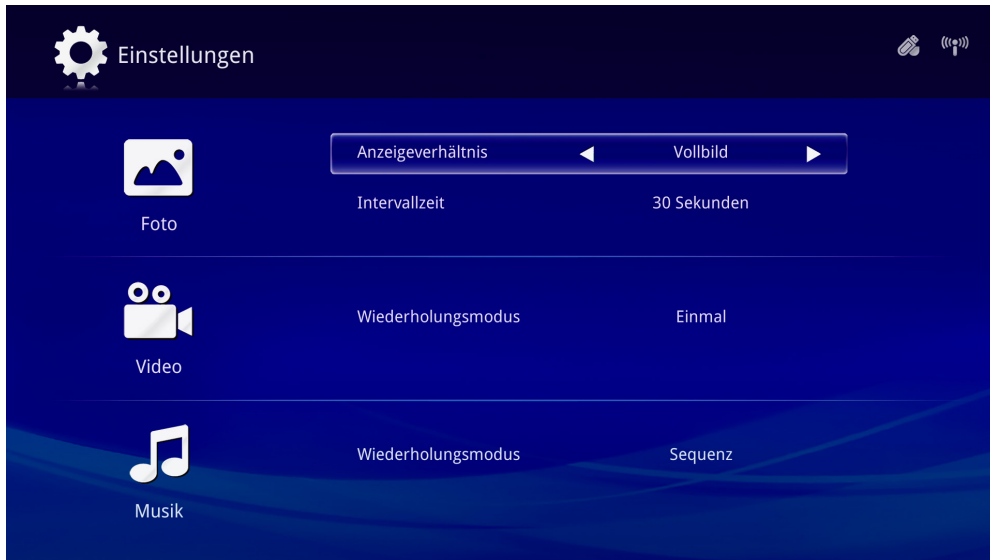 Einstellungen
Anzeigeverhältnis Vollbild
Intervallzeit 30 Sekunden
Foto
Wiederholungsmodus Einmal
Video
Wiederholungsmodus Sequenz
Musik